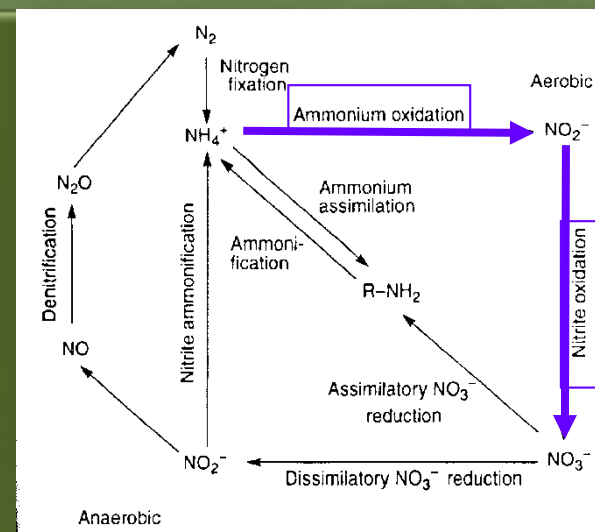 N₂
Nitrogen
fixation
Aerobic
Ammonium oxidation
NH₄⁺
NO₂⁻
N₂O
Ammonium
assimilation
Ammoni-
fication
R–NH₂
Denitrification
Nitrite ammonification
Nitrite oxidation
NO
Assimilatory NO₃⁻
reduction
NO₂⁻
NO₃⁻
Dissimilatory NO₃⁻ reduction
Anaerobic